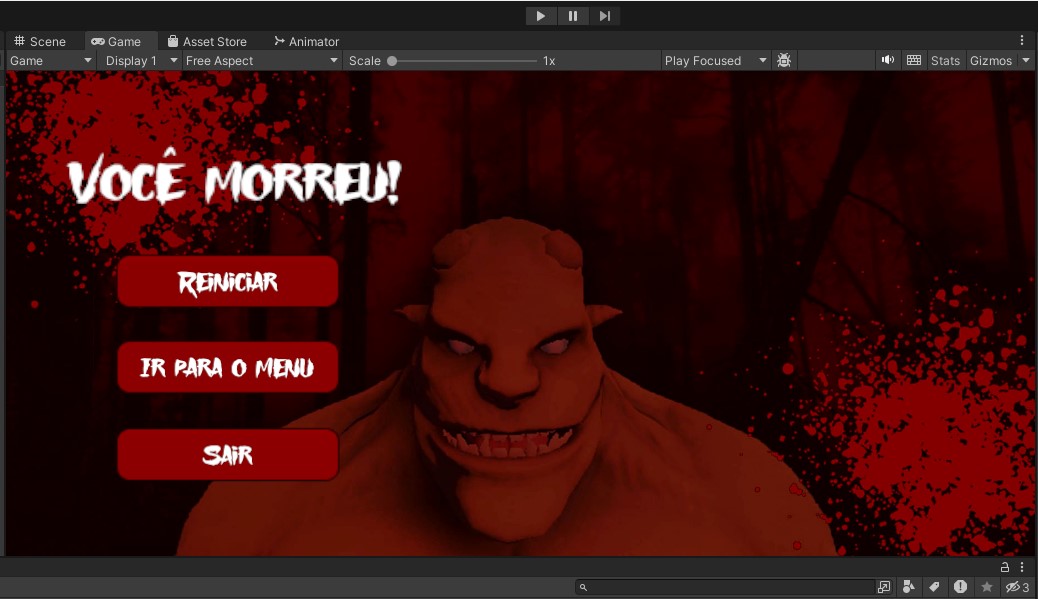 Scene Game Asset Store Animator
Game Display 1 Free Aspect Scale 1x Play Focused Stats Gizmos
VOCÊ MORREU!
REINICIAR
IR PARA O MENU
SAIR
3